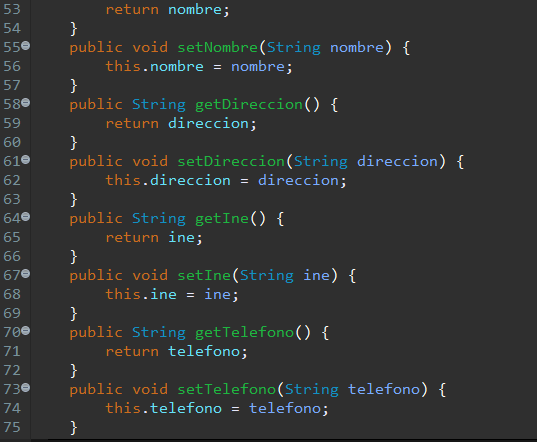 53 return nombre;
54 }
55 public void setNombre(String nombre) {
56 this.nombre = nombre;
57 }
58 public String getDireccion() {
59 return direccion;
60 }
61 public void setDireccion(String direccion) {
62 this.direccion = direccion;
63 }
64 public String getIne() {
65 return ine;
66 }
67 public void setIne(String ine) {
68 this.ine = ine;
69 }
70 public String getTelefono() {
71 return telefono;
72 }
73 public void setTelefono(String telefono) {
74 this.telefono = telefono;
75 }